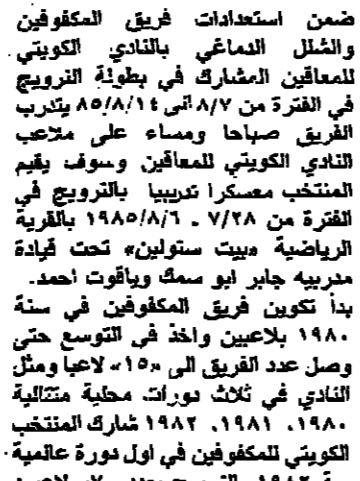 ضمن استعدادات فريق المكفوفين
والشلل الدماغي بالنادي الكويتي
للمعاقين المشارك في بطولة النرويج
في الفترة من ٨/٧ الى ٨٥/٨/١٤ يتدرب
الفريق صباحا ومساء على ملاعب
النادي الكويتي للمعاقين وسوف يقيم
المنتخب معسكرا تدريبيا بالنرويج في
الفترة من ٧/٢٨ ـ ١٩٨٥/٨/٦ بالقرية
الرياضية «بيت ستولين» تحت قيادة
مدربيه جابر ابو سمك وياقوت احمد.
بدأ تكوين فريق المكفوفين في سنة
١٩٨٠ بلاعبين واخذ في التوسع حتى
وصل عدد الفريق الى «١٥» لاعبا ومثل
النادي في ثلاث دورات محلية متتالية
١٩٨٠، ١٩٨١، ١٩٨٢ شارك المنتخب
الكويتي للمكفوفين في اول دورة عالمية